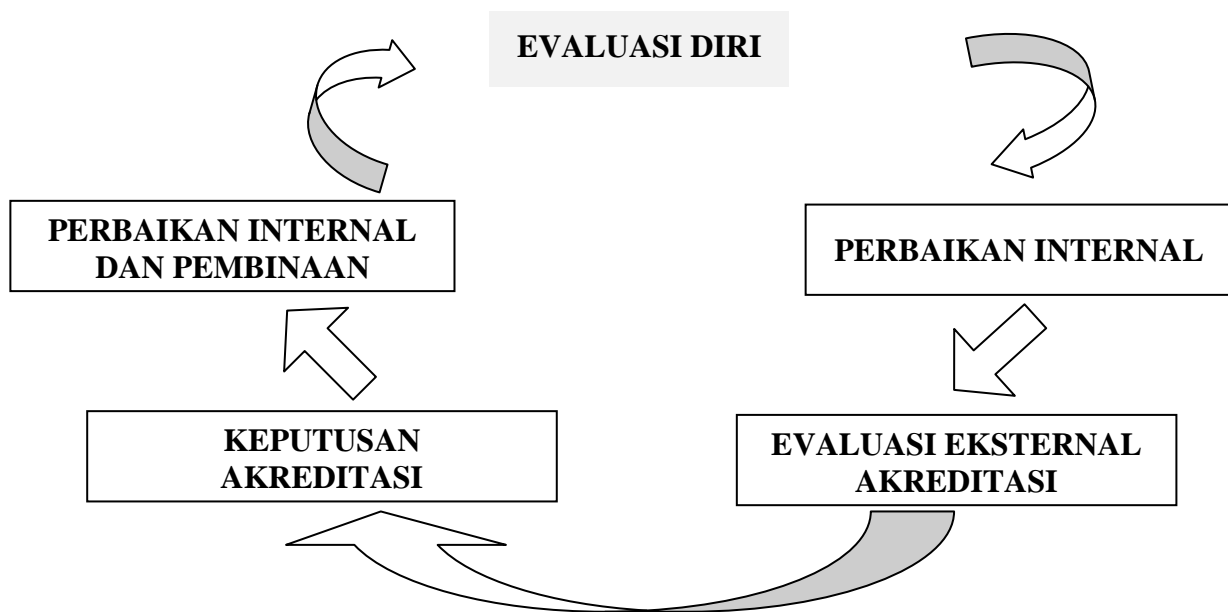 EVALUASI DIRI
PERBAIKAN INTERNAL
DAN PEMBINAAN
PERBAIKAN INTERNAL
KEPUTUSAN
AKREDITASI
EVALUASI EKSTERNAL
AKREDITASI